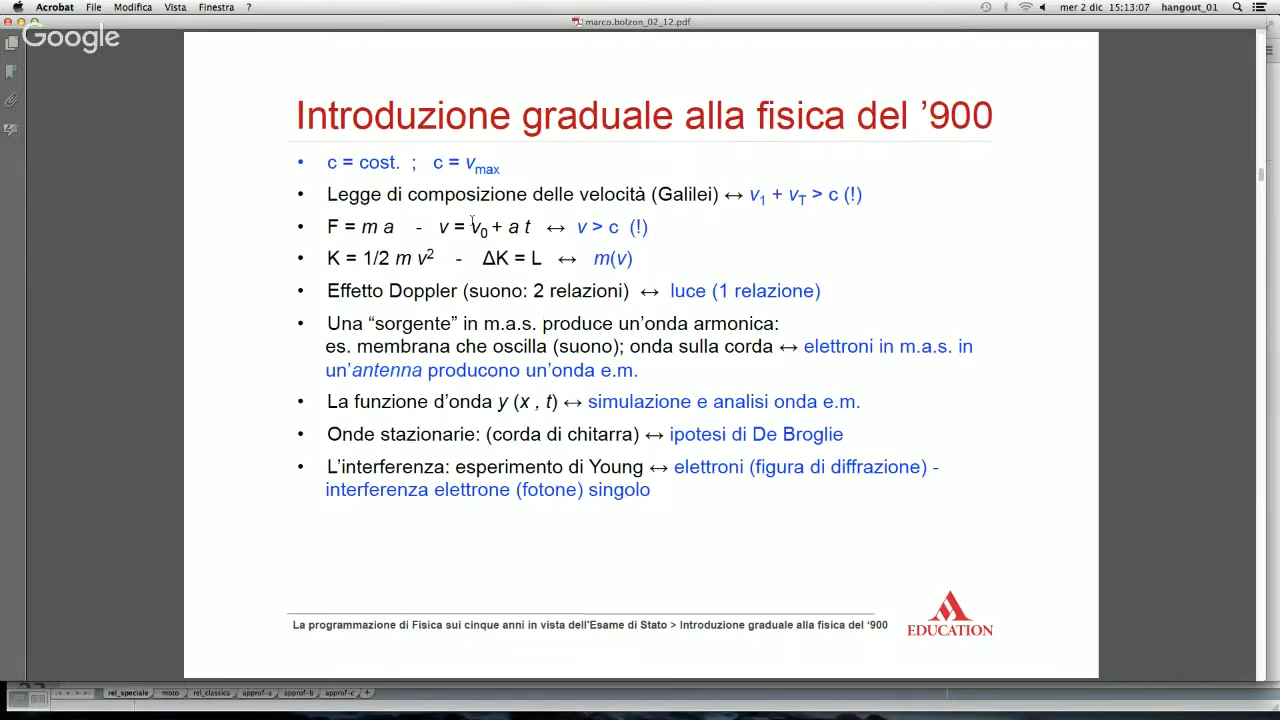 Acrobat File Modifica Vista Finestra ? mer 2 dic 15:13:07 hangout_01
marco.bolzon_02_12.pdf
Google
Introduzione graduale alla fisica del ’900
• c = cost. ; c = vmax
• Legge di composizione delle velocità (Galilei) ↔ v1 + vT > c (!)
• F = m a - v = v0 + a t ↔ v > c (!)
• K = 1/2 m v² - ΔK = L ↔ m(v)
• Effetto Doppler (suono: 2 relazioni) ↔ luce (1 relazione)
• Una “sorgente” in m.a.s. produce un’onda armonica:
es. membrana che oscilla (suono); onda sulla corda ↔ elettroni in m.a.s. in
un’antenna producono un’onda e.m.
• La funzione d’onda y (x , t) ↔ simulazione e analisi onda e.m.
• Onde stazionarie: (corda di chitarra) ↔ ipotesi di De Broglie
• L’interferenza: esperimento di Young ↔ elettroni (figura di diffrazione) -
interferenza elettrone (fotone) singolo
La programmazione di Fisica sui cinque anni in vista dell'Esame di Stato > Introduzione graduale alla fisica del ‘900
EDUCATION
rel_speciale moto rel_classica approf-a approf-b approf-c +